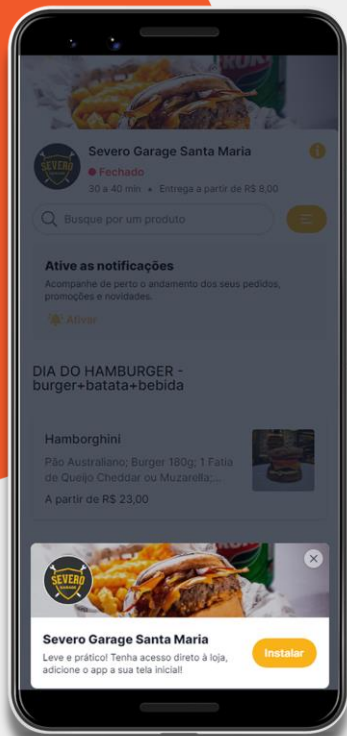 SEVERO
Severo Garage Santa Maria
Fechado
30 a 40 min • Entrega a partir de R$ 8,00
Busque por um produto
Ative as notificações
Acompanhe de perto o andamento dos seus pedidos,
promoções e novidades.
Ativar
DIA DO HAMBURGER -
burger+batata+bebida
Hamborghini
Pão Australiano; Burger 180g; 1 Fatia
de Queijo Cheddar ou Muzarella;...
A partir de R$ 23,00
SEVERO
GARAGE
Severo Garage Santa Maria
Leve e prático! Tenha acesso direto à loja,
adicione o app a sua tela inicial!
Instalar